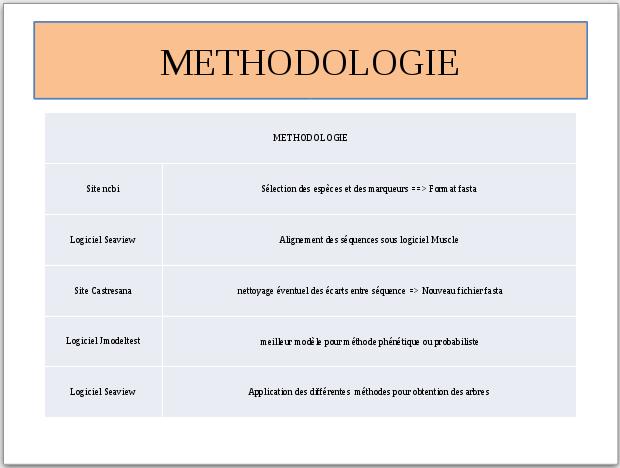 METHODOLOGIE
METHODOLOGIE
Site ncbi
Sélection des espèces et des marqueurs ==> Format fasta
Logiciel Seaview
Alignement des séquences sous logiciel Muscle
Site Castresana
nettoyage éventuel des écarts entre séquence => Nouveau fichier fasta
Logiciel Jmodeltest
meilleur modèle pour méthode phénétique ou probabiliste
Logiciel Seaview
Application des différentes méthodes pour obtention des arbres